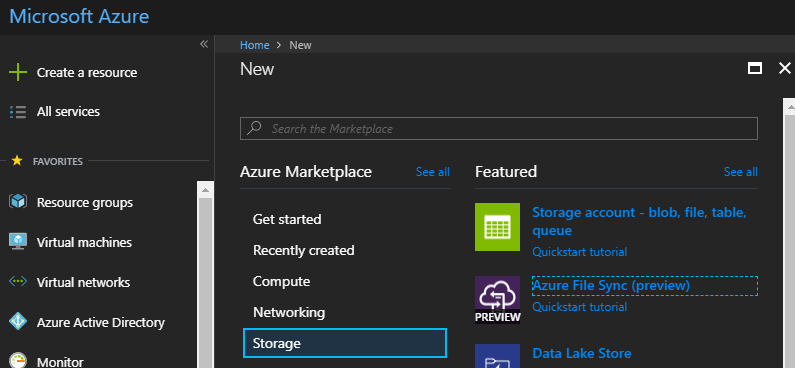 Microsoft Azure
«
Home > New
Create a resource
New
All services
Search the Marketplace
FAVORITES
Azure Marketplace
See all
Featured
See all
Resource groups
Get started
Storage account - blob, file, table,
queue
Virtual machines
Recently created
Quickstart tutorial
Virtual networks
Compute
Azure File Sync (preview)
Azure Active Directory
Networking
PREVIEW
Quickstart tutorial
Monitor
Storage
Data Lake Store